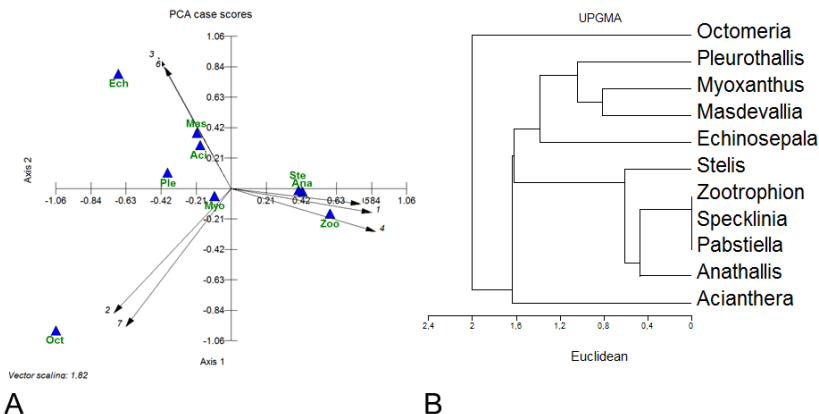 PCA case scores
1.06
0.84
0.63
0.42
0.21
-0.21
-0.42
-0.63
-0.84
-1.06
-1.06 -0.84 -0.63 -0.42 -0.21 0.21 0.42 0.63 1.06
Axis 2
Axis 1
3
6
Ech
Mas
Aci
Ple
Myo
Ste
Ana
Zoo
1
4
2
7
Oct
Vector scaling: 1.82
A
UPGMA
Octomeria
Pleurothallis
Myoxanthus
Masdevallia
Echinosepala
Stelis
Zootrophion
Specklinia
Pabstiella
Anathallis
Acianthera
2,4 2 1,6 1,2 0,8 0,4 0
Euclidean
B